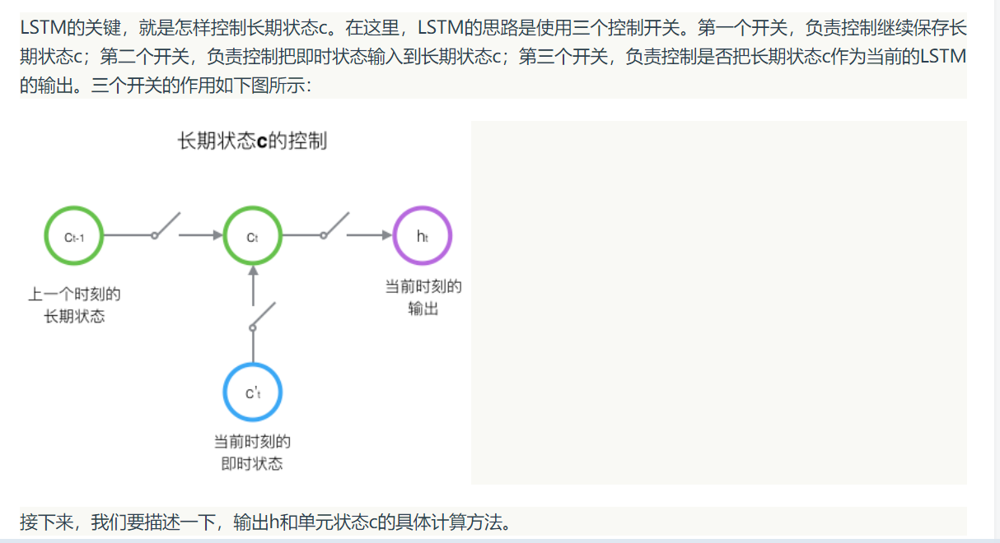 LSTM的关键，就是怎样控制长期状态c。在这里，LSTM的思路是使用三个控制开关。第一个开关，负责控制继续保存长
期状态c；第二个开关，负责控制把即时状态输入到长期状态c；第三个开关，负责控制是否把长期状态c作为当前的LSTM
的输出。三个开关的作用如下图所示：
长期状态c的控制
Ct-1
Ct
ht
上一个时刻的
长期状态
当前时刻的
输出
c't
当前时刻的
即时状态
接下来，我们要描述一下，输出h和单元状态c的具体计算方法。